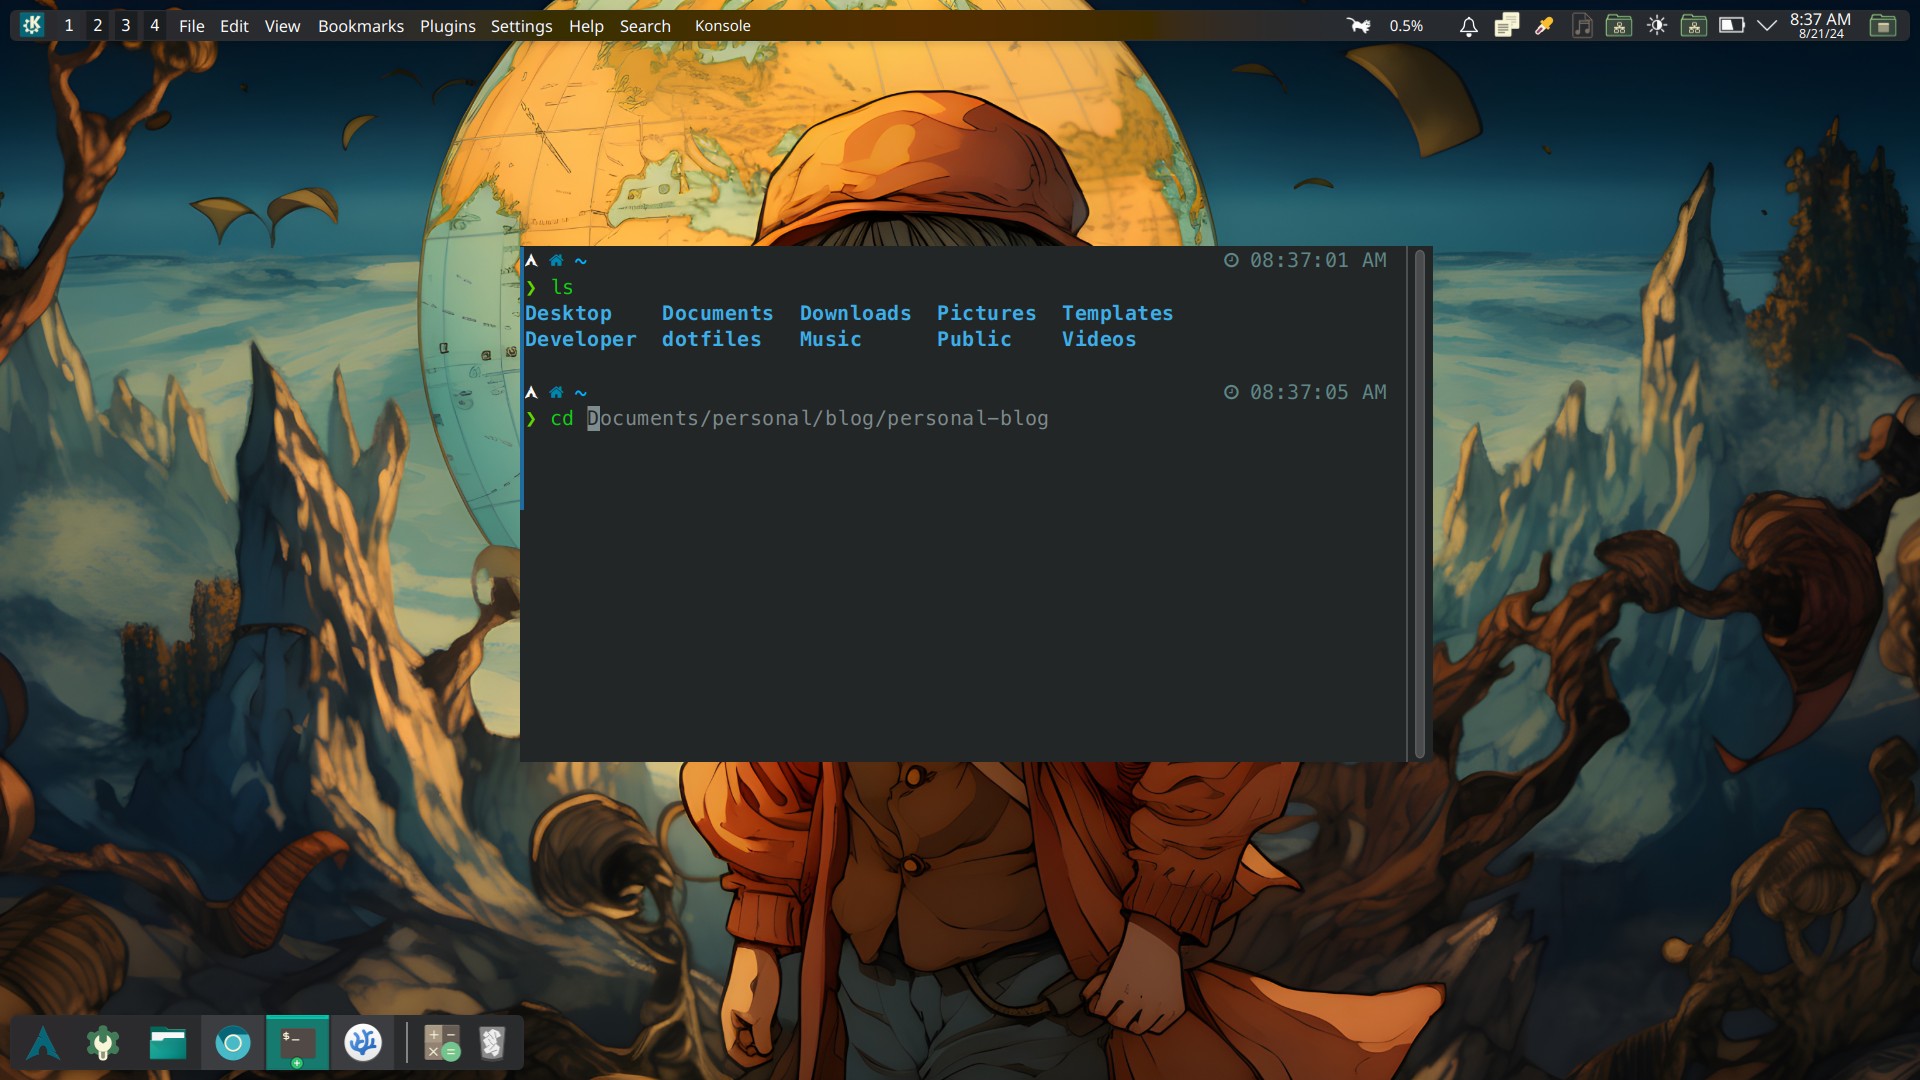 1 2 3 4 File Edit View Bookmarks Plugins Settings Help Search Konsole 0.5% 8:37 AM
8/21/24
~ 08:37:01 AM
❯ ls
Desktop Documents Downloads Pictures Templates
Developer dotfiles Music Public Videos
~ 08:37:05 AM
❯ cd Documents/personal/blog/personal-blog